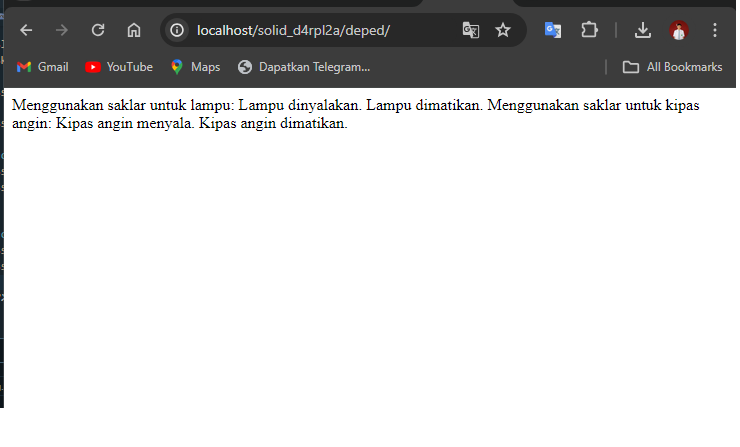 localhost/solid_d4rpl2a/deped/
Gmail YouTube Maps Dapatkan Telegram... All Bookmarks
Menggunakan saklar untuk lampu: Lampu dinyalakan. Lampu dimatikan. Menggunakan saklar untuk kipas
angin: Kipas angin menyala. Kipas angin dimatikan.